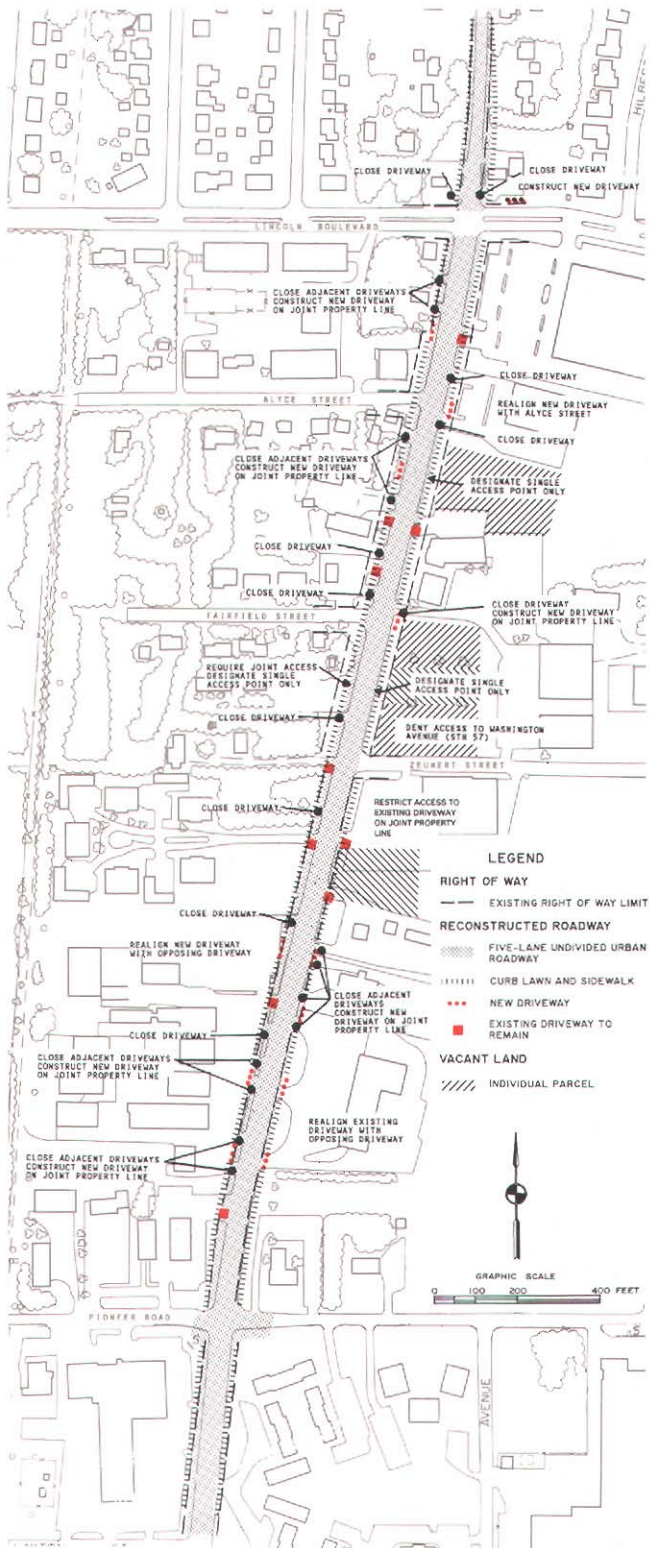 HILBERT
CLOSE DRIVEWAY
CLOSE DRIVEWAY
CONSTRUCT NEW DRIVEWAY
LINCOLN BOULEVARD
CLOSE ADJACENT DRIVEWAYS
CONSTRUCT NEW DRIVEWAY
ON JOINT PROPERTY LINE
CLOSE DRIVEWAY
ALYCE STREET
REALIGN NEW DRIVEWAY
WITH ALYCE STREET
CLOSE DRIVEWAY
CLOSE ADJACENT DRIVEWAYS
CONSTRUCT NEW DRIVEWAY
ON JOINT PROPERTY LINE
DESIGNATE SINGLE
ACCESS POINT ONLY
CLOSE DRIVEWAY
CLOSE DRIVEWAY
FAIRFIELD STREET
CLOSE DRIVEWAY
CONSTRUCT NEW DRIVEWAY
ON JOINT PROPERTY LINE
REQUIRE JOINT ACCESS
DESIGNATE SINGLE
ACCESS POINT ONLY
DESIGNATE SINGLE
ACCESS POINT ONLY
CLOSE DRIVEWAY
DENY ACCESS TO WASHINGTON
AVENUE (STH 57)
ZEUNERT STREET
CLOSE DRIVEWAY
RESTRICT ACCESS TO
EXISTING DRIVEWAY
ON JOINT PROPERTY
LINE
LEGEND
RIGHT OF WAY
EXISTING RIGHT OF WAY LIMIT
RECONSTRUCTED ROADWAY
FIVE-LANE UNDIVIDED URBAN
ROADWAY
CURB LAWN AND SIDEWALK
NEW DRIVEWAY
EXISTING DRIVEWAY TO
REMAIN
VACANT LAND
INDIVIDUAL PARCEL
CLOSE DRIVEWAY
REALIGN NEW DRIVEWAY
WITH OPPOSING DRIVEWAY
CLOSE ADJACENT
DRIVEWAYS
CONSTRUCT NEW
DRIVEWAY ON JOINT
PROPERTY LINE
CLOSE DRIVEWAY
CLOSE ADJACENT DRIVEWAYS
CONSTRUCT NEW DRIVEWAY
ON JOINT PROPERTY LINE
REALIGN EXISTING
DRIVEWAY WITH
OPPOSING DRIVEWAY
CLOSE ADJACENT DRIVEWAYS
CONSTRUCT NEW DRIVEWAY
ON JOINT PROPERTY LINE
GRAPHIC SCALE
0 100 200 400 FEET
PIONEER ROAD
AVENUE